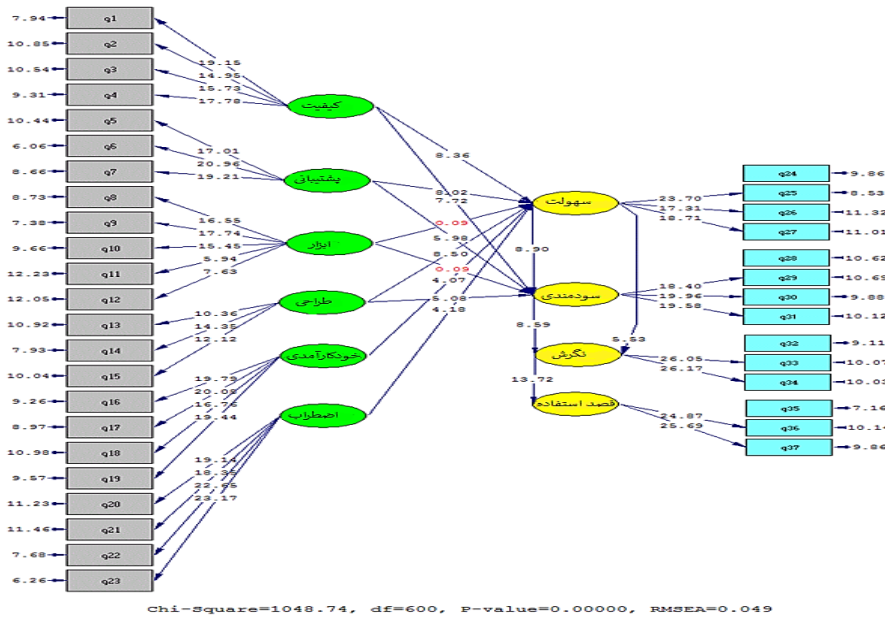 7.94 q1
10.85 q2
10.54 q3
9.31 q4
10.44 q5
6.06 q6
8.66 q7
8.73 q8
7.38 q9
9.66 q10
12.23 q11
12.05 q12
10.92 q13
7.93 q14
10.04 q15
9.26 q16
8.97 q17
10.98 q18
9.57 q19
11.23 q20
11.46 q21
7.68 q22
6.26 q23
19.15
14.95
15.73
17.78
17.01
20.96
19.21
16.55
17.74
15.45
5.94
7.63
10.36
14.35
12.12
19.79
20.08
16.76
19.44
19.14
18.35
22.65
23.17
کیفیت
پشتیبانی
ابزار
طراحی
خودکارآمدی
اضطراب
8.36
8.02
7.72
0.09
5.98
8.50
0.09
4.07
5.08
4.18
سهولت
8.90
سودمندی
8.59
5.53
نگرش
13.72
قصد استفاده
23.70
17.31
18.71
18.40
19.96
19.58
26.05
26.17
24.87
25.69
q24 9.86
q25 8.53
q26 11.32
q27 11.01
q28 10.62
q29 10.69
q30 9.88
q31 10.12
q32 9.11
q33 10.07
q34 10.03
q35 7.16
q36 10.14
q37 9.86
Chi-Square=1048.74, df=600, P-value=0.00000, RMSEA=0.049